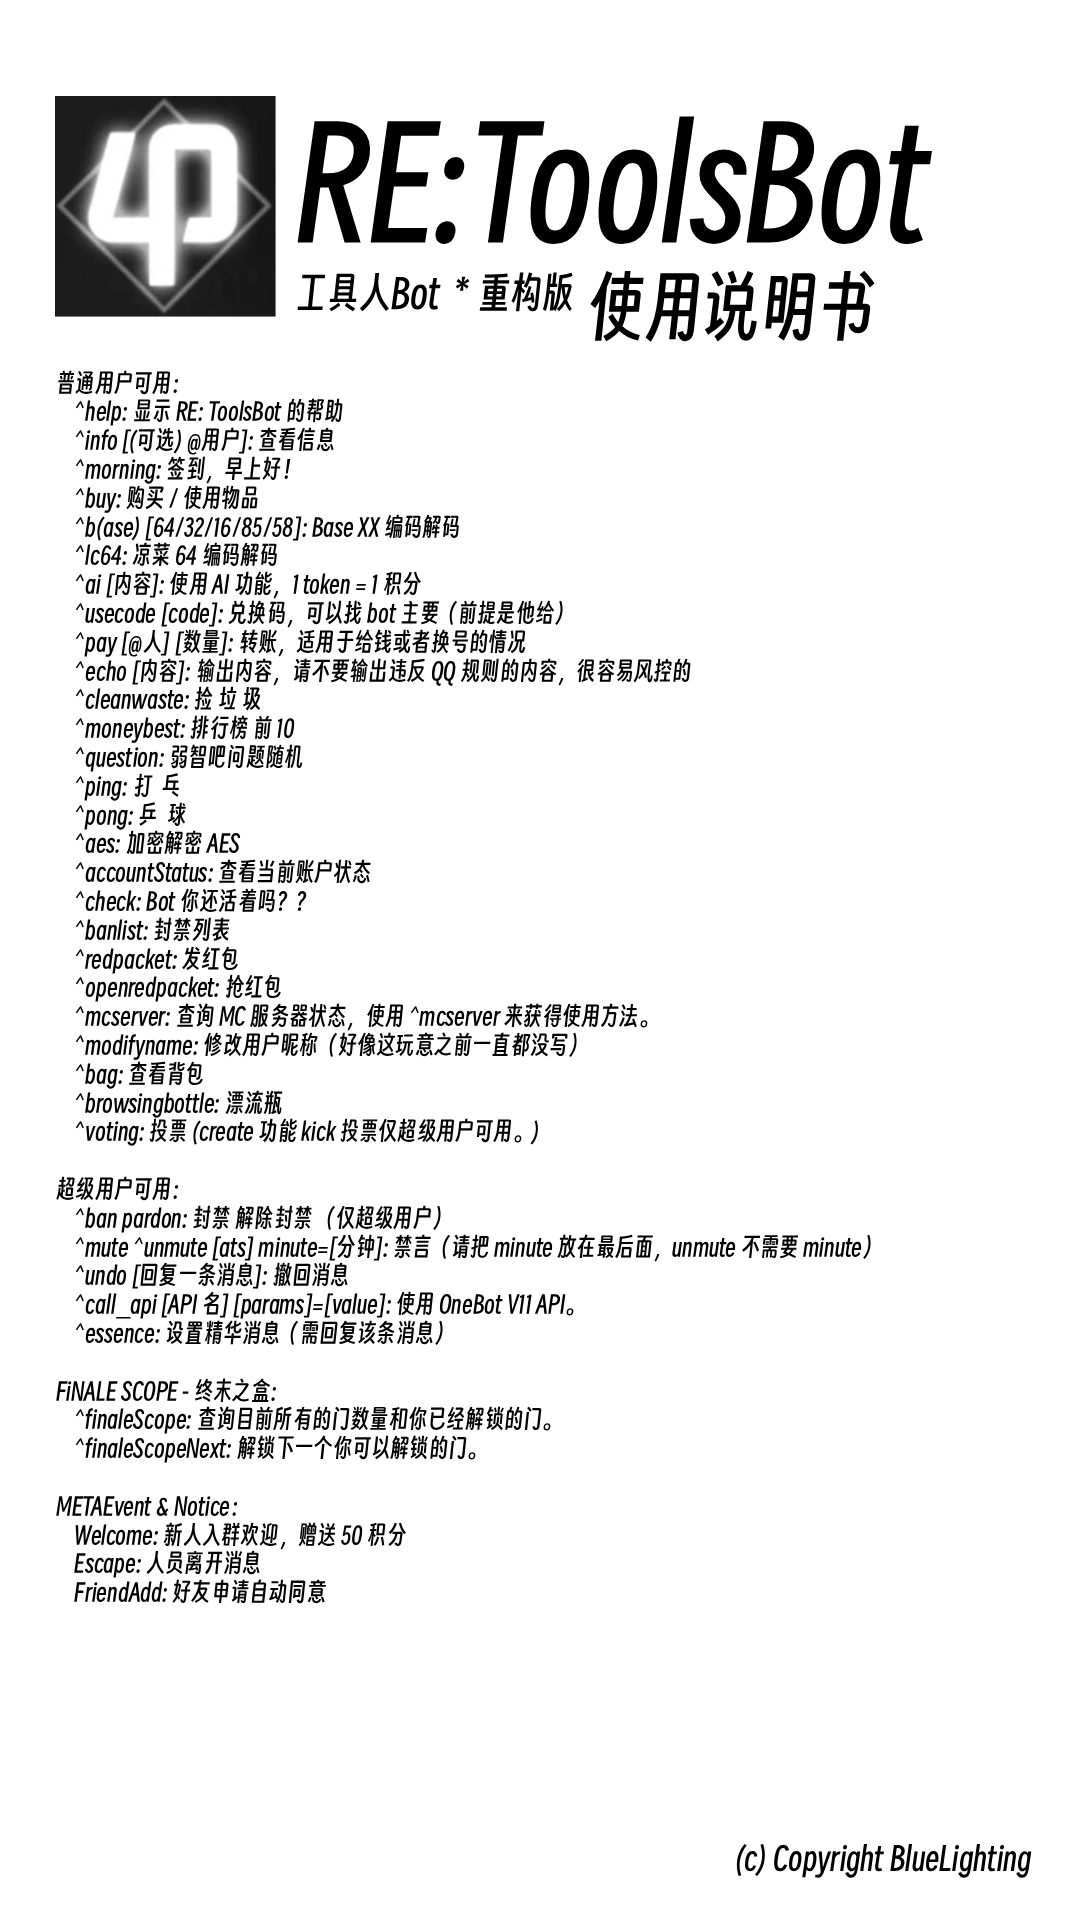 RE:ToolsBot
工具人Bot * 重构版 使用说明书
普通用户可用：
^help: 显示 RE: ToolsBot 的帮助
^info [(可选) @用户]: 查看信息
^morning: 签到，早上好！
^buy: 购买 / 使用物品
^b(ase) [64/32/16/85/58]: Base XX 编码解码
^lc64: 凉菜 64 编码解码
^ai [内容]: 使用 AI 功能，1 token = 1 积分
^usecode [code]: 兑换码，可以找 bot 主要（前提是他给）
^pay [@人] [数量]: 转账，适用于给钱或者换号的情况
^echo [内容]: 输出内容，请不要输出违反 QQ 规则的内容，很容易风控的
^cleanwaste: 捡 垃 圾
^moneybest: 排行榜 前 10
^question: 弱智吧问题随机
^ping: 打 乓
^pong: 乒 球
^aes: 加密解密 AES
^accountStatus: 查看当前账户状态
^check: Bot 你还活着吗？？
^banlist: 封禁列表
^redpacket: 发红包
^openredpacket: 抢红包
^mcserver: 查询 MC 服务器状态，使用 ^mcserver 来获得使用方法。
^modifyname: 修改用户昵称（好像这玩意之前一直都没写）
^bag: 查看背包
^browsingbottle: 漂流瓶
^voting: 投票 (create 功能 kick 投票仅超级用户可用。)
超级用户可用：
^ban pardon: 封禁 解除封禁 （仅超级用户）
^mute ^unmute [ats] minute=[分钟]: 禁言（请把 minute 放在最后面，unmute 不需要 minute）
^undo [回复一条消息]: 撤回消息
^call_api [API 名] [params]=[value]: 使用 OneBot V11 API。
^essence: 设置精华消息（需回复该条消息）
FiNALE SCOPE - 终末之盒:
^finaleScope: 查询目前所有的门数量和你已经解锁的门。
^finaleScopeNext: 解锁下一个你可以解锁的门。
METAEvent & Notice：
Welcome: 新人入群欢迎，赠送 50 积分
Escape: 人员离开消息
FriendAdd: 好友申请自动同意
(c) Copyright BlueLighting